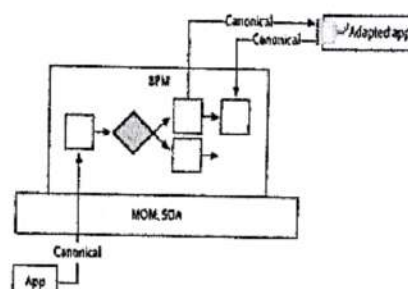 Canonical
Canonical
Adapted app
BPM
MOM, SOA
Canonical
App